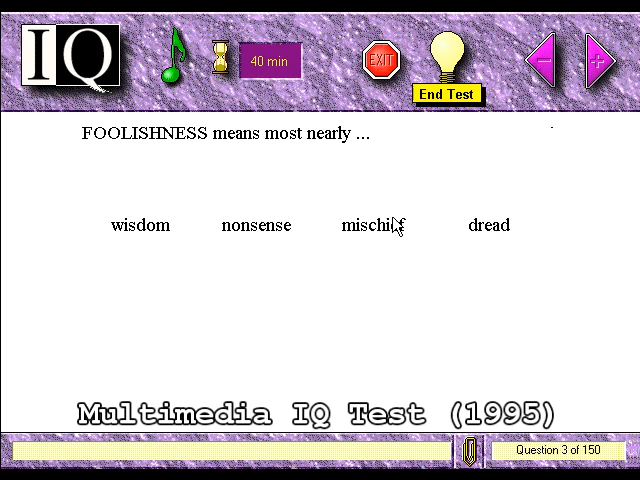 IQ
40 min
EXIT
End Test
FOOLISHNESS means most nearly ...
wisdom nonsense mischief dread
Multimedia IQ Test (1995)
Question 3 of 150